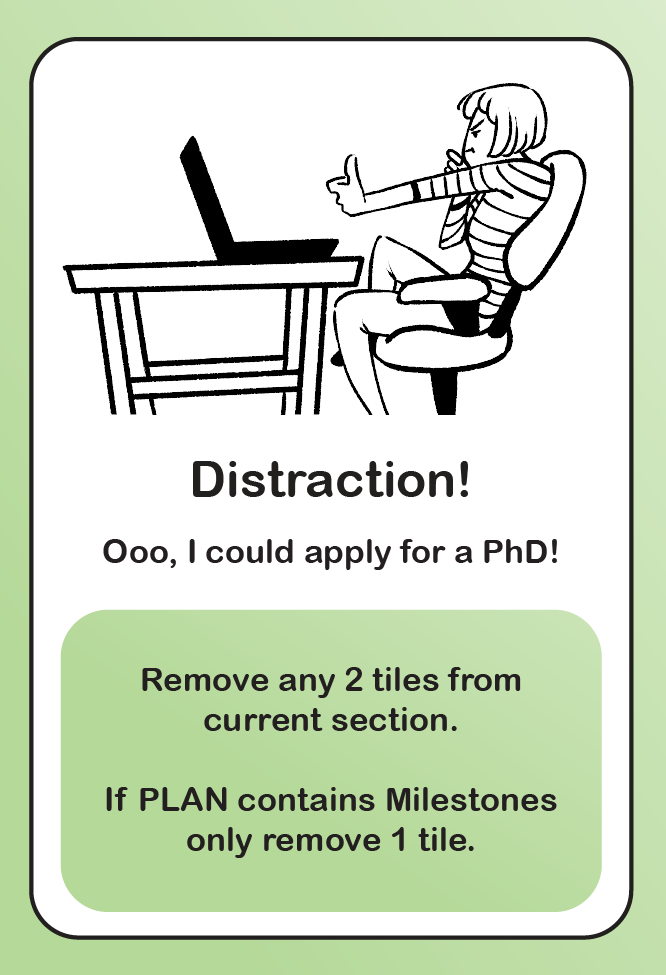 Distraction!
Ooo, I could apply for a PhD!
Remove any 2 tiles from
current section.
If PLAN contains Milestones
only remove 1 tile.